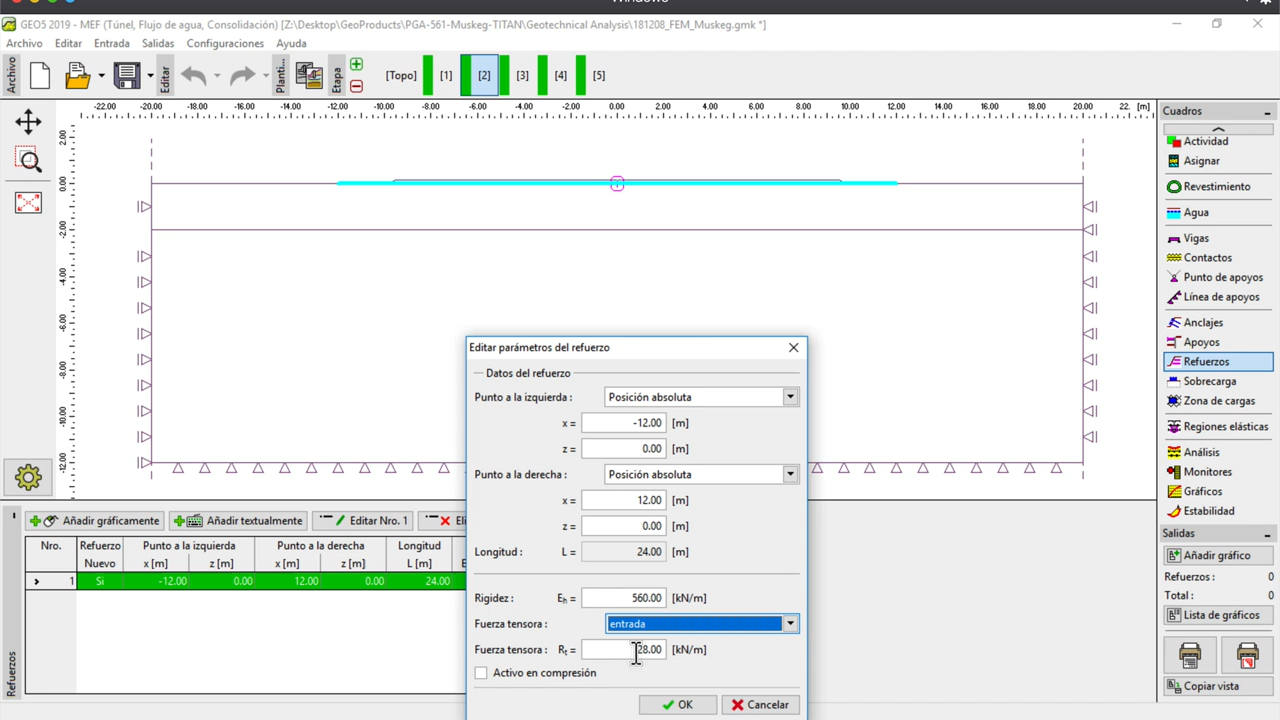 GEO5 2019 - MEF (Túnel, Flujo de agua, Consolidación) [Z:\Desktop\GeoProducts\PGA-561-Muskeg-TITAN\Geotechnical Analysis\181208_FEM_Muskeg.gmk *]
Archivo Editar Entrada Salidas Configuraciones Ayuda
Archivo Editar Etapa
[Topo] [1] [2] [3] [4] [5]
-22.00 -20.00 -18.00 -16.00 -14.00 -12.00 -10.00 -8.00 -6.00 -4.00 -2.00 0.00 2.00 4.00 6.00 8.00 10.00 12.00 14.00 16.00 18.00 20.00 22. [m]
2.00
0.00
-2.00
-4.00
-6.00
-8.00
-10.00
-12.00
Cuadros
Actividad
Asignar
Revestimiento
Agua
Vigas
Contactos
Punto de apoyos
Línea de apoyos
Anclajes
Apoyos
Refuerzos
Sobrecarga
Zona de cargas
Regiones elásticas
Análisis
Monitores
Gráficos
Estabilidad
Salidas
Añadir gráfico
Refuerzos : 0
Total : 0
Lista de gráficos
Copiar vista
Editar parámetros del refuerzo
Datos del refuerzo
Punto a la izquierda : Posición absoluta
x = -12.00 [m]
z = 0.00 [m]
Punto a la derecha : Posición absoluta
x = 12.00 [m]
z = 0.00 [m]
Longitud : L = 24.00 [m]
Rigidez : Eh = 560.00 [kN/m]
Fuerza tensora : entrada
Fuerza tensora : Rt = 28.00 [kN/m]
Activo en compresión
OK Cancelar
Añadir gráficamente Añadir textualmente Editar Nro. 1
Nro. Refuerzo Punto a la izquierda Punto a la derecha Longitud
Nuevo x [m] z [m] x [m] z [m] L [m]
1 Si -12.00 0.00 12.00 0.00 24.00
Refuerzos